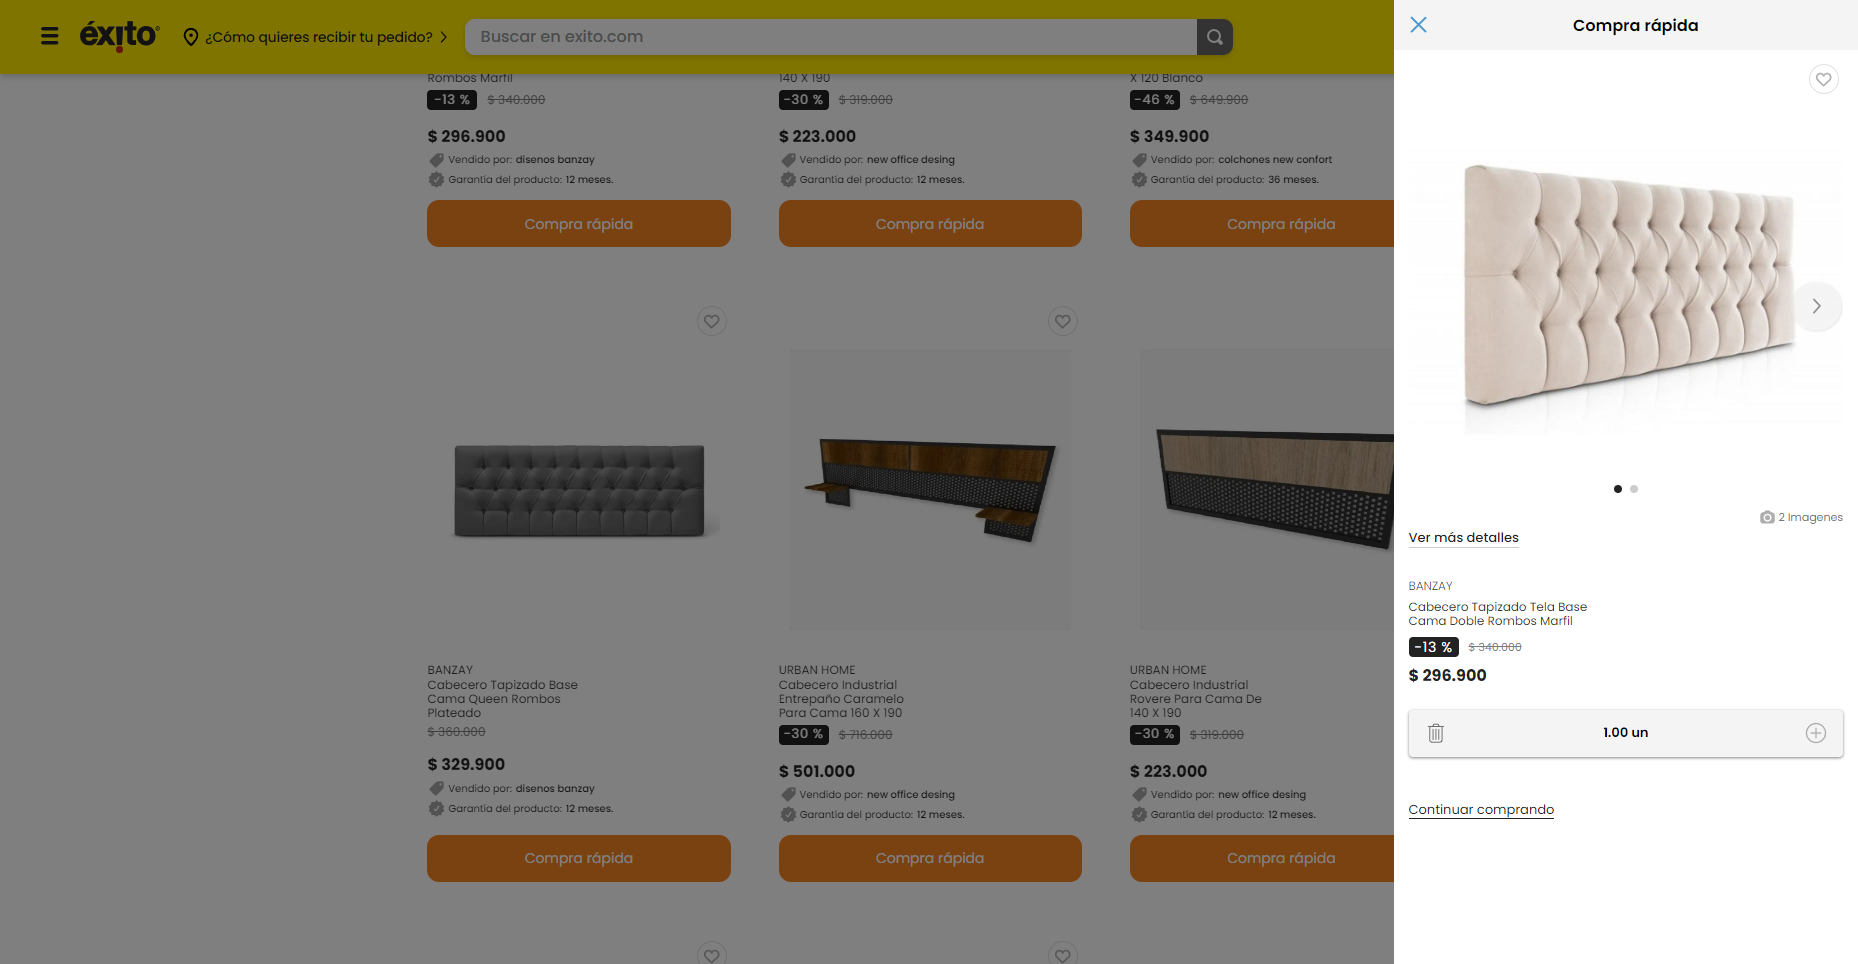 éxito
¿Cómo quieres recibir tu pedido?
Buscar en exito.com
Rombos Marfil
-13 % $ 340.000
$ 296.900
Vendido por: disenos banzay
Garantía del producto: 12 meses.
Compra rápida
140 X 190
-30 % $ 319.000
$ 223.000
Vendido por: new office desing
Garantía del producto: 12 meses.
Compra rápida
X 120 Blanco
-46 % $ 649.900
$ 349.900
Vendido por: colchones new confort
Garantía del producto: 36 meses.
Compra rápida
BANZAY
Cabecero Tapizado Base
Cama Queen Rombos
Plateado
$ 360.000
$ 329.900
Vendido por: disenos banzay
Garantía del producto: 12 meses.
Compra rápida
URBAN HOME
Cabecero Industrial
Entrepaño Caramelo
Para Cama 160 X 190
-30 % $ 716.000
$ 501.000
Vendido por: new office desing
Garantía del producto: 12 meses.
Compra rápida
URBAN HOME
Cabecero Industrial
Rovere Para Cama De
140 X 190
-30 % $ 319.000
$ 223.000
Vendido por: new office desing
Garantía del producto: 12 meses.
Compra rápida
Compra rápida
2 Imagenes
Ver más detalles
BANZAY
Cabecero Tapizado Tela Base
Cama Doble Rombos Marfil
-13 % $ 340.000
$ 296.900
1.00 un
Continuar comprando